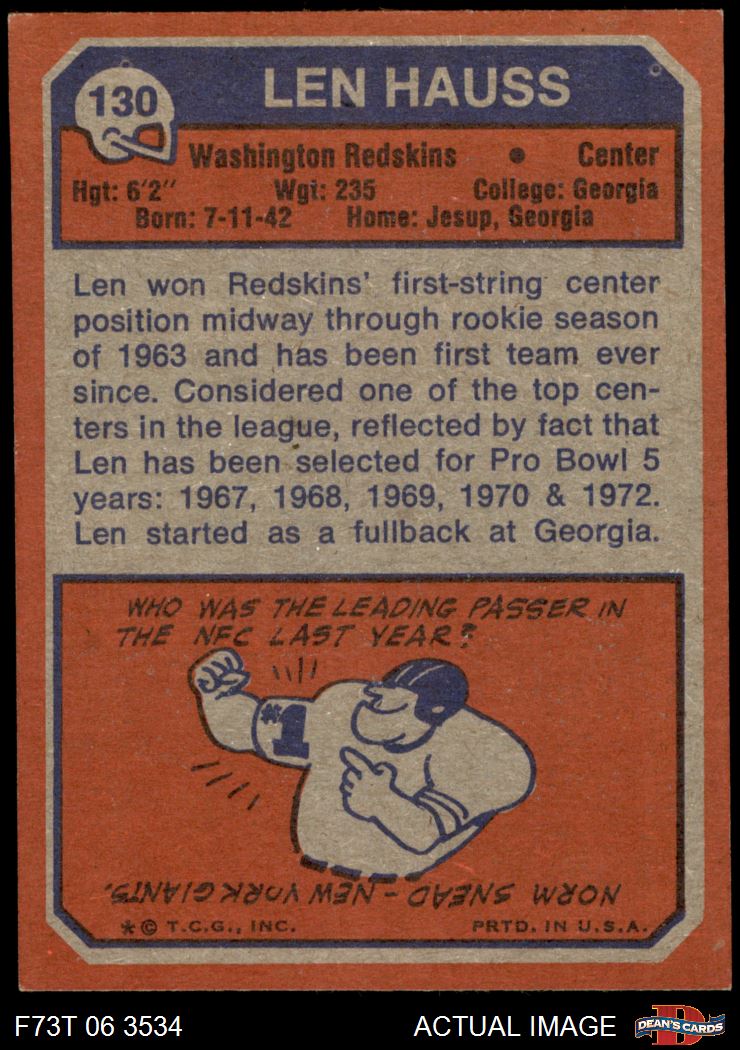 130
LEN HAUSS
Washington Redskins • Center
Hgt: 6'2" Wgt: 235 College: Georgia
Born: 7-11-42 Home: Jesup, Georgia
Len won Redskins' first-string center
position midway through rookie season
of 1963 and has been first team ever
since. Considered one of the top cen-
ters in the league, reflected by fact that
Len has been selected for Pro Bowl 5
years: 1967, 1968, 1969, 1970 & 1972.
Len started as a fullback at Georgia.
WHO WAS THE LEADING PASSER IN
THE NFC LAST YEAR?
#1
NORM SNEAD - NEW YORK GIANTS.
*© T.C.G., INC. PRTD. IN U.S.A.
F73T 06 3534 ACTUAL IMAGE D DEAN'S CARDS